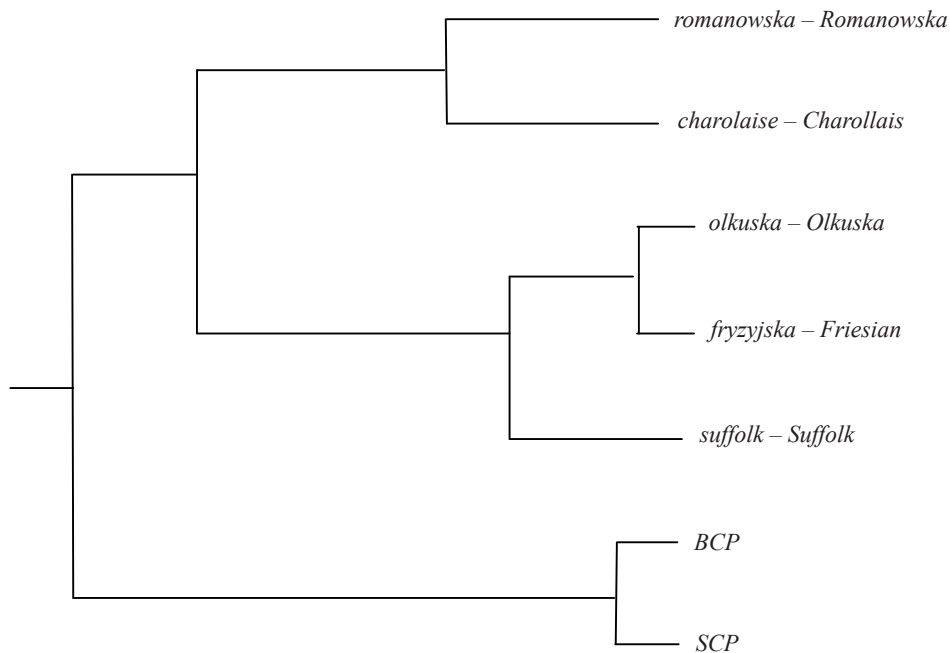 romanowska – Romanowska
charolaise – Charollais
olkuska – Olkuska
fryzyjska – Friesian
suffolk – Suffolk
BCP
SCP